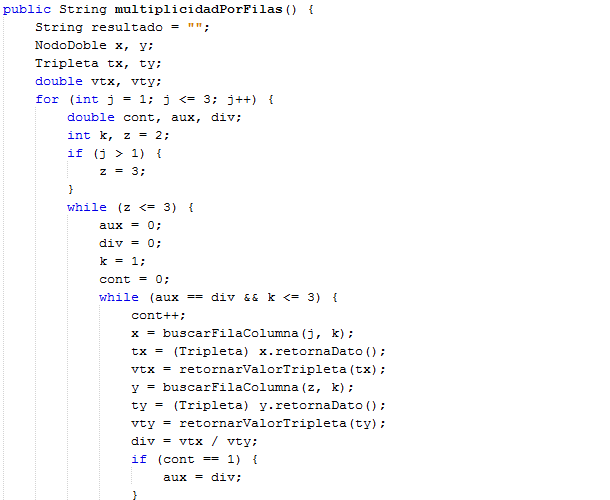 public String multiplicidadPorFilas() {
String resultado = "";
NodoDoble x, y;
Tripleta tx, ty;
double vtx, vty;
for (int j = 1; j <= 3; j++) {
double cont, aux, div;
int k, z = 2;
if (j > 1) {
z = 3;
}
while (z <= 3) {
aux = 0;
div = 0;
k = 1;
cont = 0;
while (aux == div && k <= 3) {
cont++;
x = buscarFilaColumna(j, k);
tx = (Tripleta) x.retornaDato();
vtx = retornarValorTripleta(tx);
y = buscarFilaColumna(z, k);
ty = (Tripleta) y.retornaDato();
vty = retornarValorTripleta(ty);
div = vtx / vty;
if (cont == 1) {
aux = div;
}